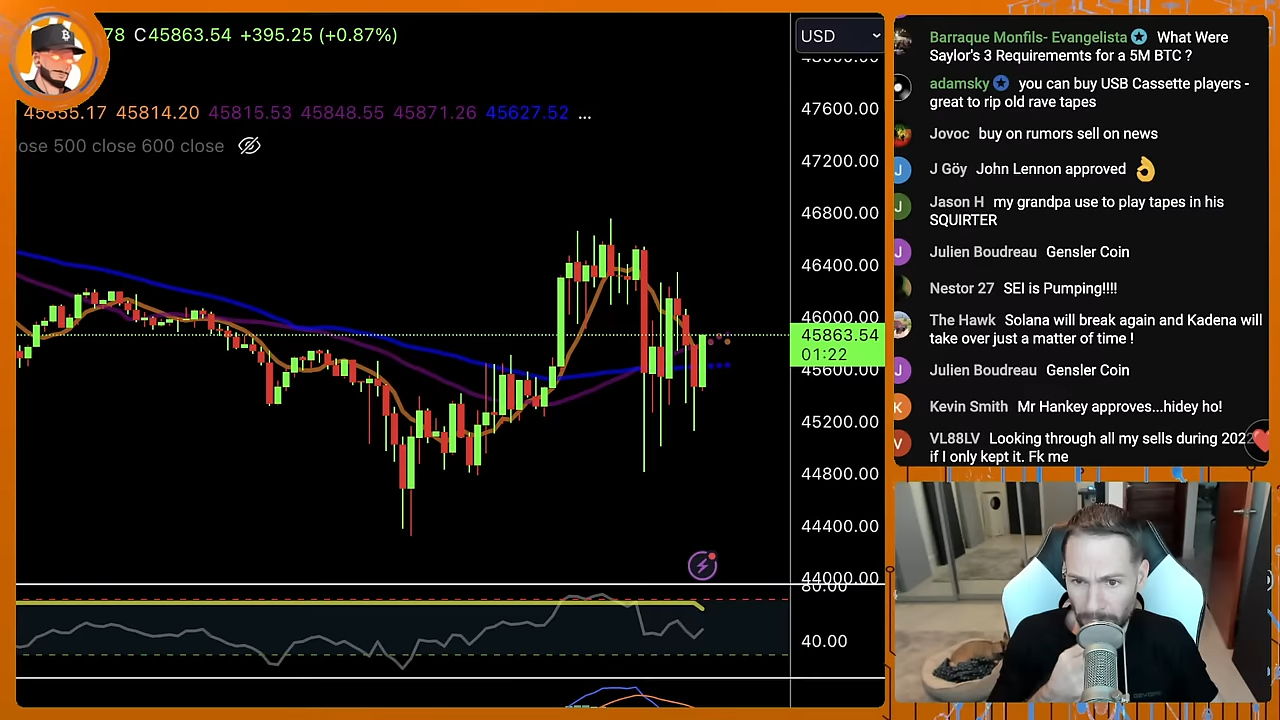 78 C45863.54 +395.25 (+0.87%)
45855.17 45814.20 45815.53 45848.55 45871.26 45627.52 ...
ose 500 close 600 close
USD
47600.00
47200.00
46800.00
46400.00
46000.00
45863.54
01:22
45600.00
45200.00
44800.00
44400.00
44000.00
80.00
40.00
Barraque Monfils- Evangelista What Were
Saylor's 3 Requirememts for a 5M BTC ?
adamsky you can buy USB Cassette players -
great to rip old rave tapes
Jovoc buy on rumors sell on news
J
J Göy John Lennon approved 👌
J
Jason H my grandpa use to play tapes in his
SQUIRTER
J
Julien Boudreau Gensler Coin
Nestor 27 SEI is Pumping!!!!
The Hawk Solana will break again and Kadena will
take over just a matter of time !
J
Julien Boudreau Gensler Coin
K
Kevin Smith Mr Hankey approves...hidey ho!
V
VL88LV Looking through all my sells during 2022
if I only kept it. Fk me